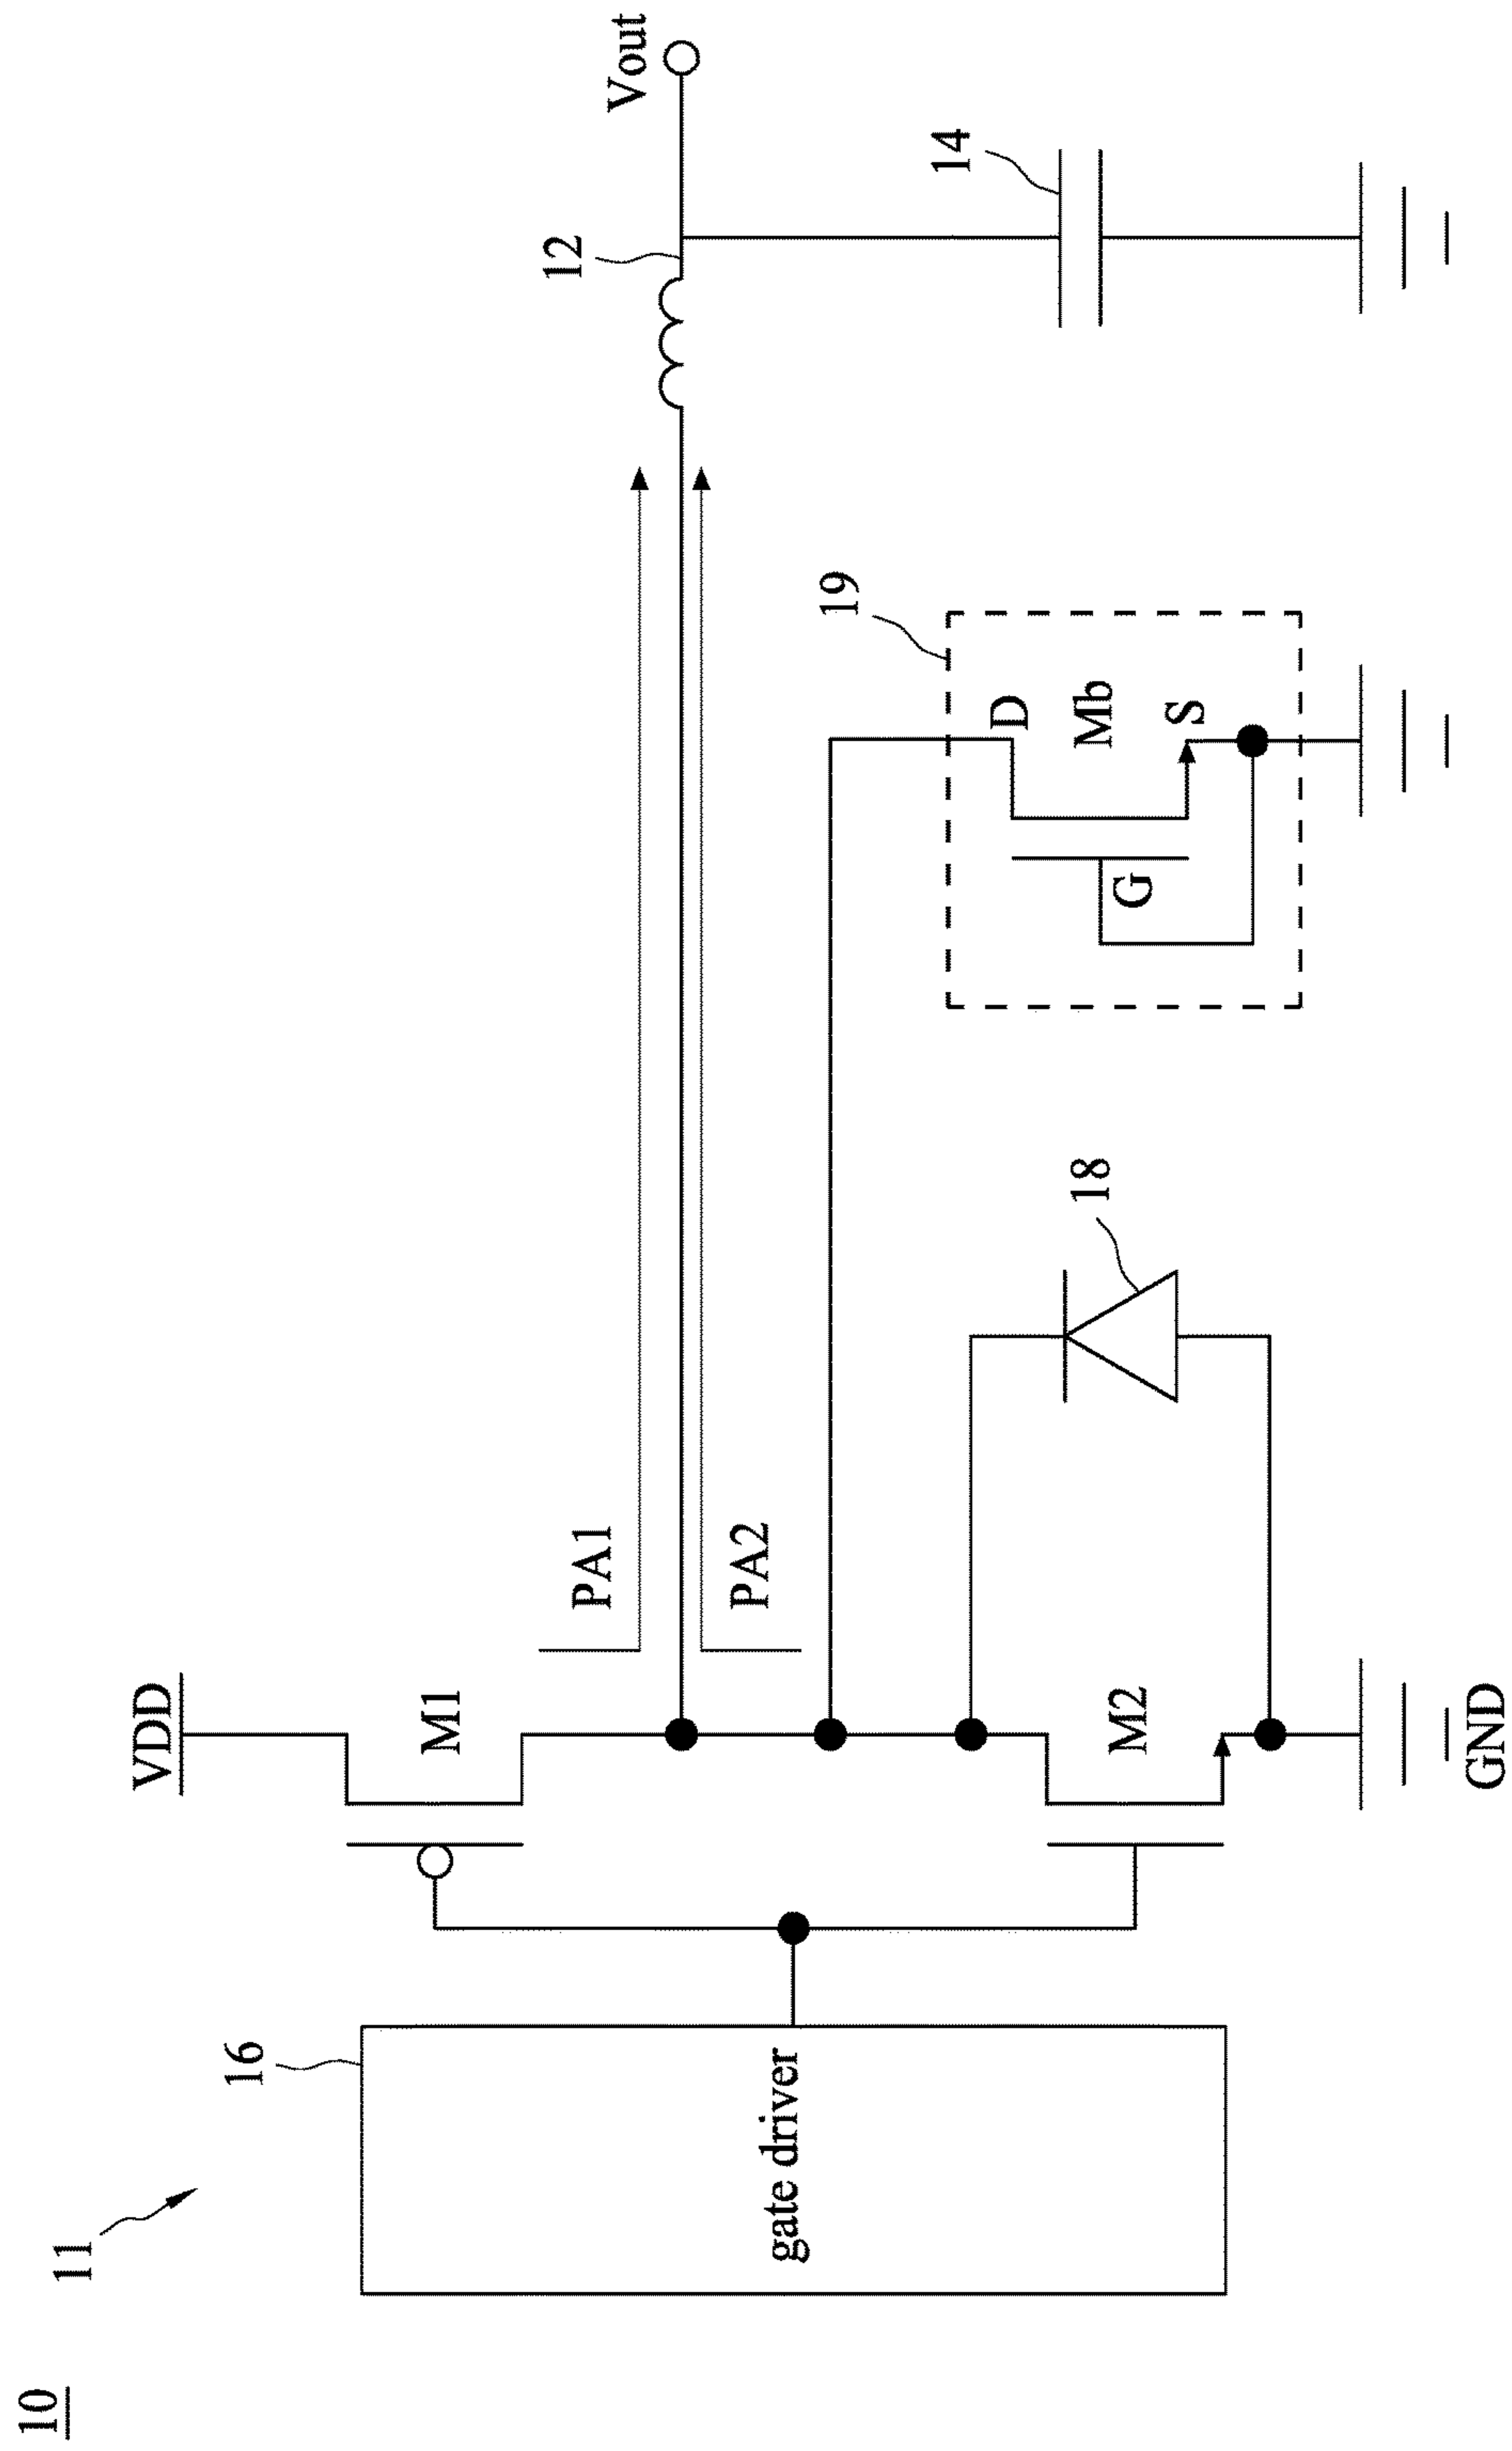 10
11
16
gate driver
VDD
M1
PA1
PA2
M2
GND
18
19
D
Mb
S
G
12
14
Vout